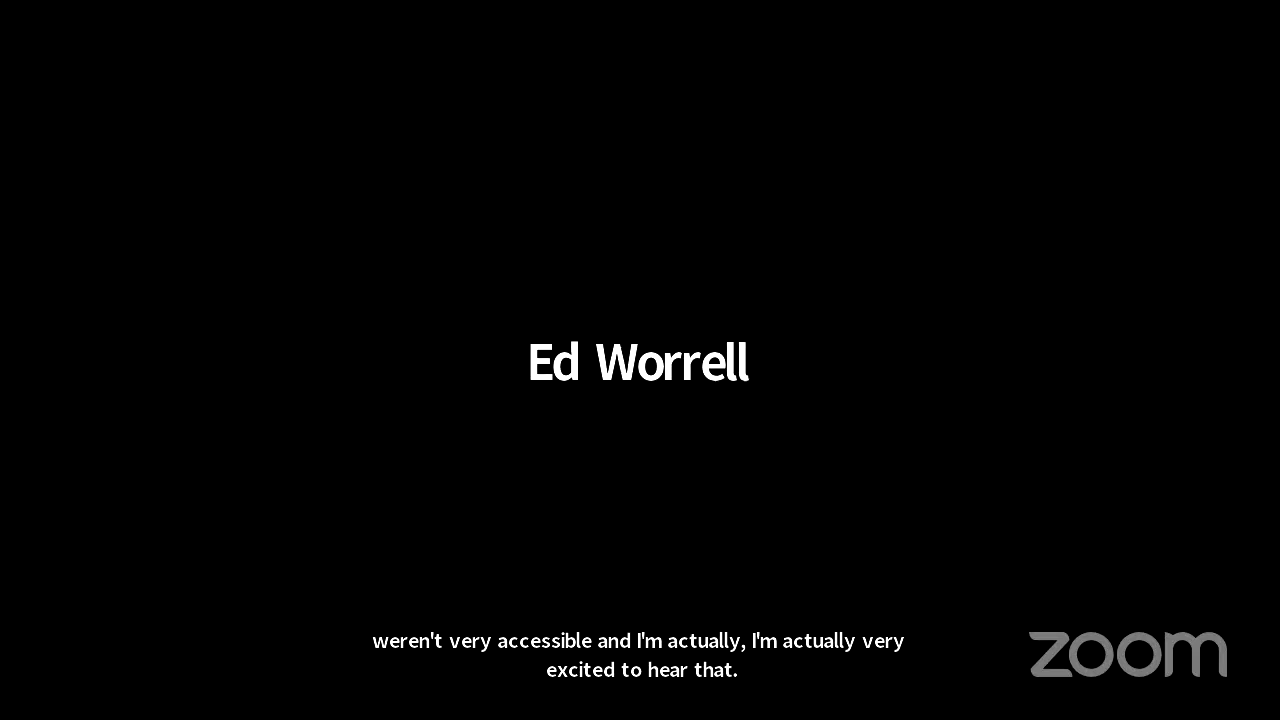 Ed Worrell
weren't very accessible and I'm actually, I'm actually very
excited to hear that.
zoom